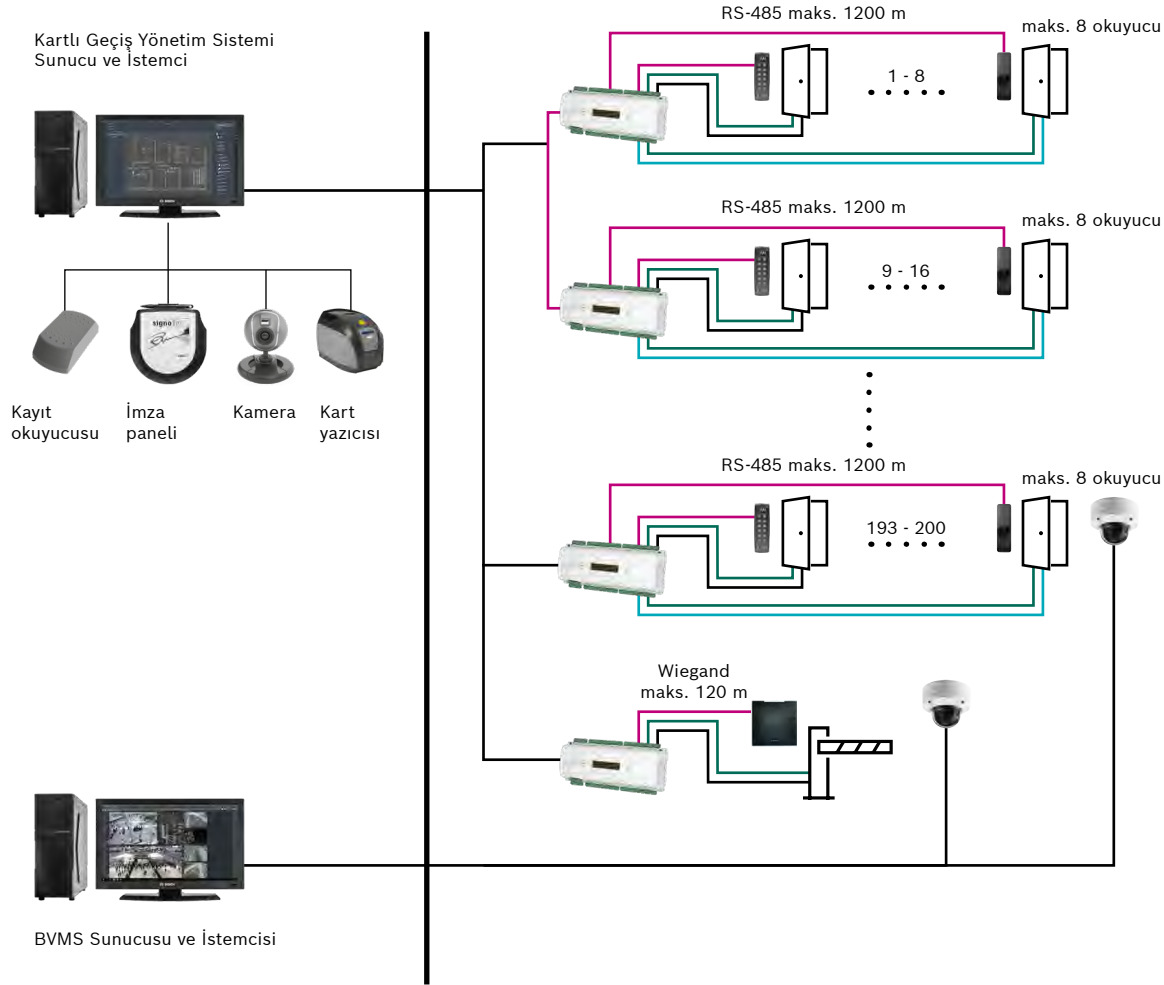 Kartlı Geçiş Yönetim Sistemi
Sunucu ve İstemci
RS-485 maks. 1200 m
maks. 8 okuyucu
1 - 8
RS-485 maks. 1200 m
maks. 8 okuyucu
9 - 16
signo
Kayıt
okuyucusu
İmza
paneli
Kamera
Kart
yazıcısı
RS-485 maks. 1200 m
maks. 8 okuyucu
193 - 200
Wiegand
maks. 120 m
BVMS Sunucusu ve İstemcisi